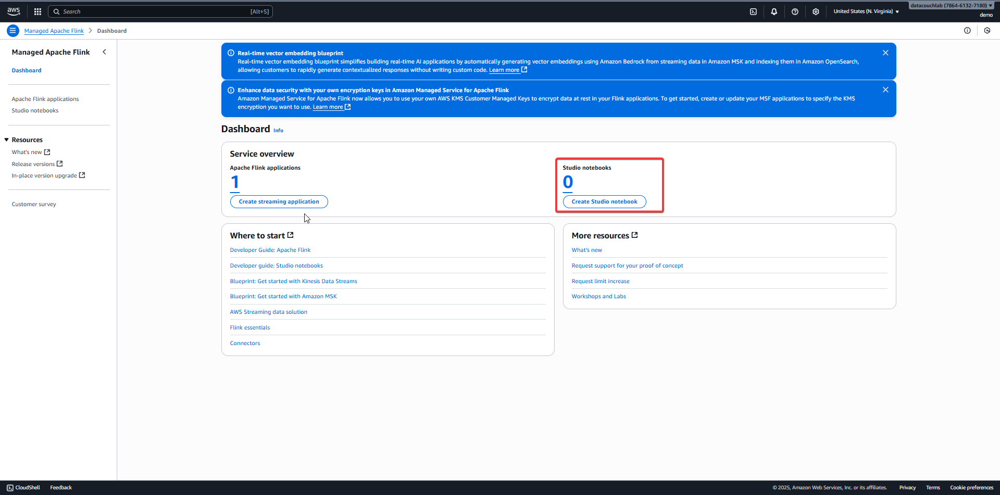 aws
Search
[Alt+S]
United States (N. Virginia)
datacouchlab (7864-6132-7180)
demo
Managed Apache Flink
Dashboard
Managed Apache Flink
Dashboard
Apache Flink applications
Studio notebooks
Resources
What's new
Release versions
In-place version upgrade
Customer survey
Real-time vector embedding blueprint
Real-time vector embedding blueprint simplifies building real-time AI applications by automatically generating vector embeddings using Amazon Bedrock from streaming data in Amazon MSK and indexing them in Amazon OpenSearch,
allowing customers to rapidly generate contextualized responses without writing custom code. Learn more
Enhance data security with your own encryption keys in Amazon Managed Service for Apache Flink
Amazon Managed Service for Apache Flink now allows you to use your own AWS KMS Customer Managed Keys to encrypt data at rest in your Flink applications. To get started, create or update your MSF applications to specify the KMS
encryption you want to use. Learn more
Dashboard Info
Service overview
Apache Flink applications
1
Create streaming application
Studio notebooks
0
Create Studio notebook
Where to start
Developer Guide: Apache Flink
Developer guide: Studio notebooks
Blueprint: Get started with Kinesis Data Streams
Blueprint: Get started with Amazon MSK
AWS Streaming data solution
Flink essentials
Connectors
More resources
What's new
Request support for your proof of concept
Request limit increase
Workshops and Labs
CloudShell
Feedback
© 2025, Amazon Web Services, Inc. or its affiliates.
Privacy
Terms
Cookie preferences